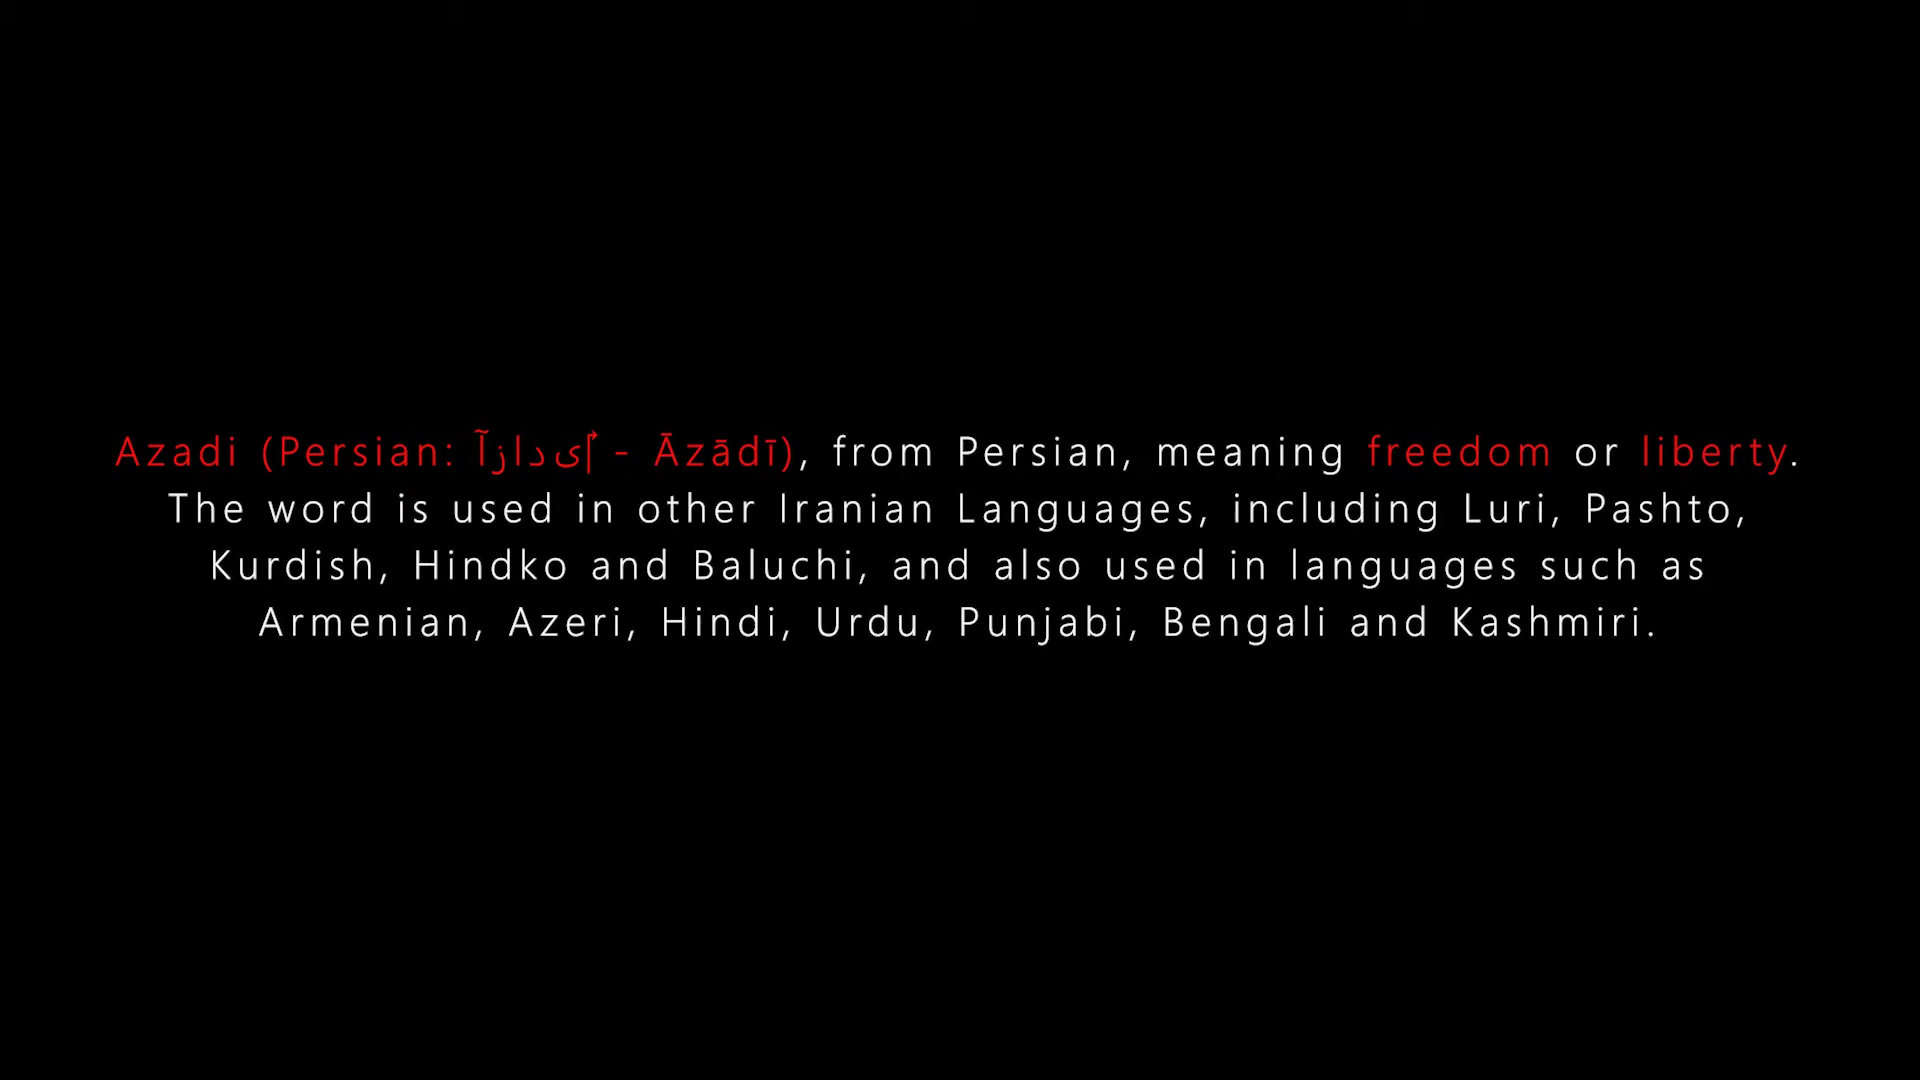 Azadi (Persian: آزادی - Āzādī), from Persian, meaning freedom or liberty.
The word is used in other Iranian Languages, including Luri, Pashto,
Kurdish, Hindko and Baluchi, and also used in languages such as
Armenian, Azeri, Hindi, Urdu, Punjabi, Bengali and Kashmiri.